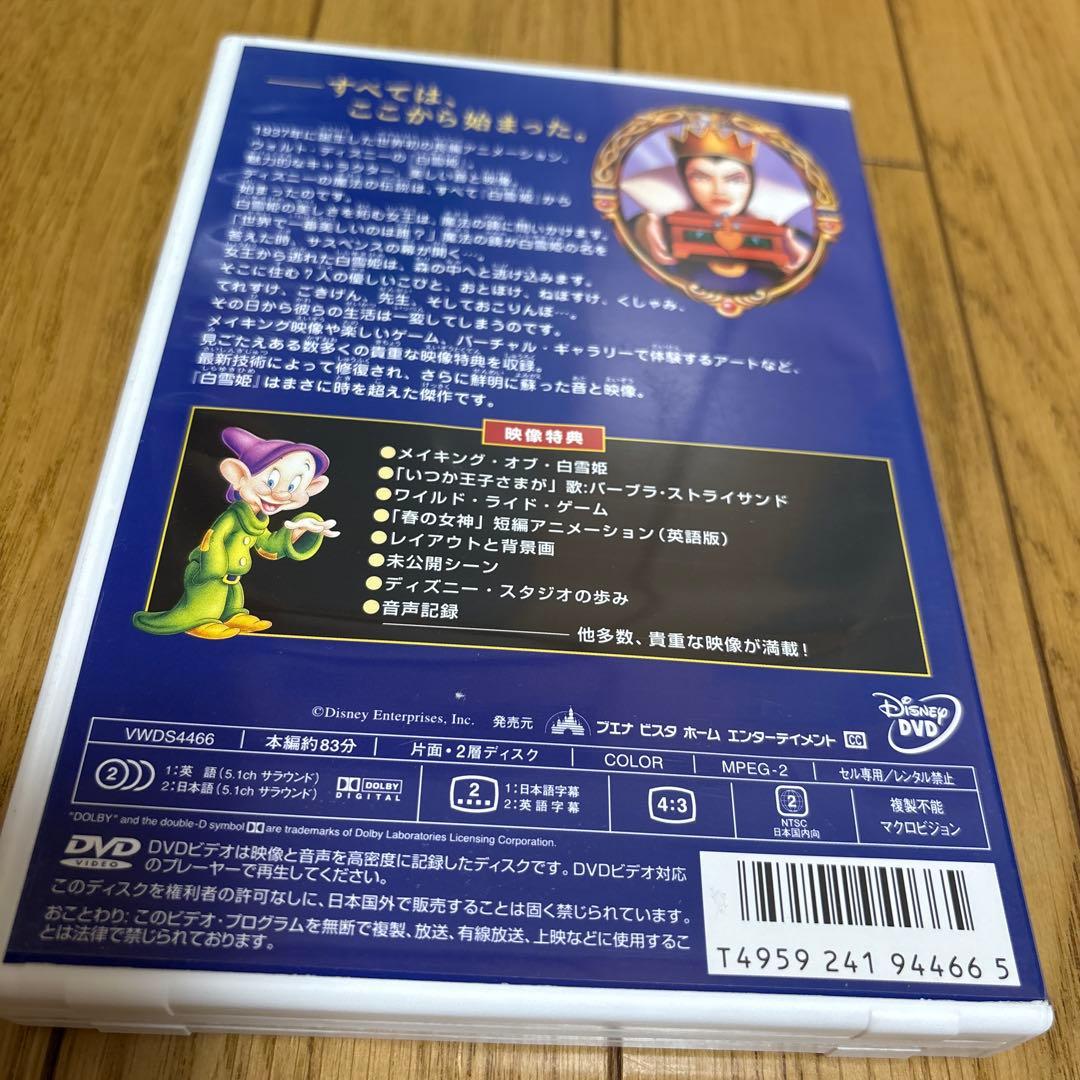 すべては、
ここから始まった。
1937年に誕生した世界初の長編アニメーション、
ウォルト・ディズニーの「白雪姫」。
魅力的なキャラクター、美しい音と映像。
ディズニーの魔法の伝説は、すべて「白雪姫」から
始まったのです。
白雪姫の美しさを妬む女王は、魔法の鏡に問いかけます。
「世界で一番美しいのは誰？」魔法の鏡が白雪姫の名を
答えた時、サスペンスの幕が開く…。
女王から逃れた白雪姫は、森の中へと逃げ込みます。
そこに住む7人の優しいこびと、おとぼけ、ねぼすけ、くしゃみ、
てれすけ、ごきげん、先生、そしておこりんぼ…。
その日から彼らの生活は一変してしまうのです。
メイキング映像や楽しいゲーム、バーチャル・ギャラリーで体験するアートなど、
見ごたえある数多くの貴重な映像特典を収録。
最新技術によって修復され、さらに鮮明に蘇った音と映像。
『白雪姫』はまさに時を超えた傑作です。
映像特典
●メイキング・オブ・白雪姫
●「いつか王子さまが」歌:バーブラ・ストライサンド
●ワイルド・ライド・ゲーム
●「春の女神」短編アニメーション(英語版)
●レイアウトと背景画
●未公開シーン
●ディズニー・スタジオの歩み
●音声記録
他多数、貴重な映像が満載！
©Disney Enterprises, Inc. 発売元 ブエナ ビスタ ホーム エンターテイメント CC
DISNEY DVD
VWDS4466 本編約83分 片面・2層ディスク COLOR MPEG-2 セル専用/レンタル禁止
2 1:英 語(5.1ch サラウンド)
2:日本語(5.1ch サラウンド)
DOLBY DIGITAL
2 1:日本語字幕
2:英語字幕
4:3
2 NTSC 日本国内向
複製不能
マクロビジョン
"DOLBY" and the double-D symbol are trademarks of Dolby Laboratories Licensing Corporation.
DVD VIDEO
DVDビデオは映像と音声を高密度に記録したディスクです。DVDビデオ対応
のプレーヤーで再生してください。
このディスクを権利者の許可なしに、日本国外で販売することは固く禁じられています。
おことわり:このビデオ・プログラムを無断で複製、放送、有線放送、上映などに使用するこ
とは法律で禁じられております。
T4959 241 94466 5